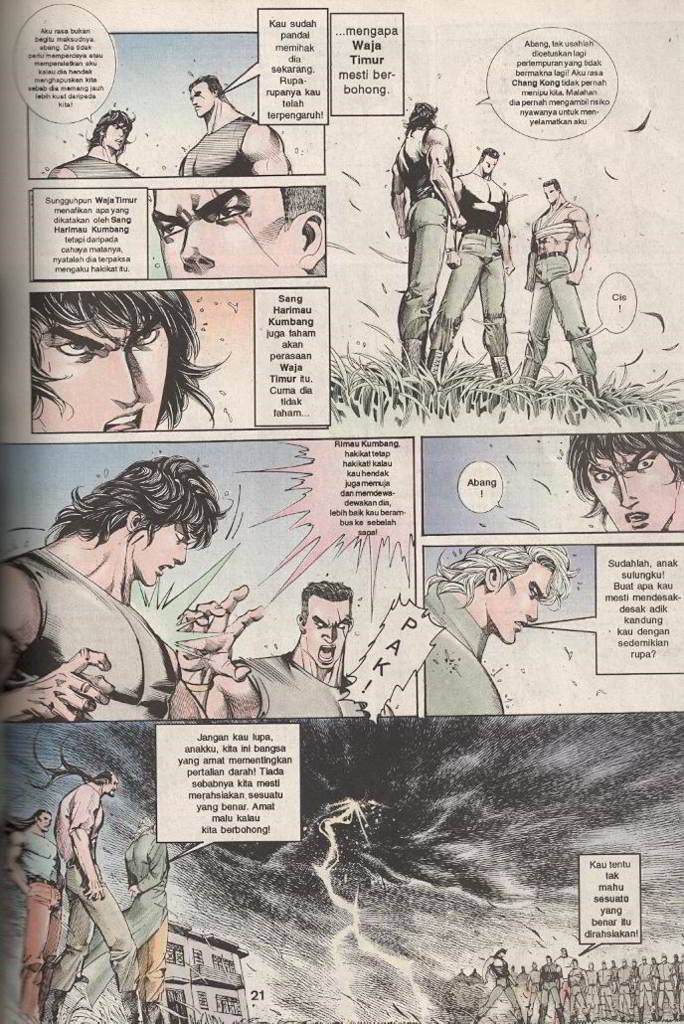 Aku rasa bukan
begitu maksudnya,
abang. Dia tidak
perlu memperdaya atau
memperalatkan aku
kalau dia hendak
menghapuskan kita
sebab dia memang jauh
lebih kuat daripada
kita!
Kau sudah
pandai
memihak
dia
sekarang.
Rupa-
rupanya kau
telah
terpengaruh!
...mengapa
Waja
Timur
mesti ber-
bohong.
Abang, tak usahlah
dicetuskan lagi
pertempuran yang tidak
bermakna lagi! Aku rasa
Chang Kong tidak pernah
menipu kita. Malahan
dia pernah mengambil risiko
nyawanya untuk men-
yelamatkan aku
Sungguhpun Waja Timur
menafikan apa yang
dikatakan oleh Sang
Harimau Kumbang
tetapi daripada
cahaya matanya,
nyatalah dia terpaksa
mengaku hakikat itu.
Cis
!
Sang
Harimau
Kumbang
juga faham
akan
perasaan
Waja
Timur itu.
Cuma dia
tidak
faham...
Rimau Kumbang,
hakikat tetap
hakikat! kalau
kau hendak
juga memuja
dan memdewa-
dewakan dia,
lebih baik kau beram-
bus ke sebelah
sana!
Abang
!
PAK!
Sudahlah, anak
sulungku!
Buat apa kau
mesti mendesak-
desak adik
kandung
kau dengan
sedemikian
rupa?
Jangan kau lupa,
anakku, kita ini bangsa
yang amat mementingkan
pertalian darah! Tiada
sebabnya kita mesti
merahsiakan sesuatu
yang benar. Amat
malu kalau
kita berbohong!
Kau tentu
tak
mahu
sesuato
yang
benar itu
dirahsiakan!
21